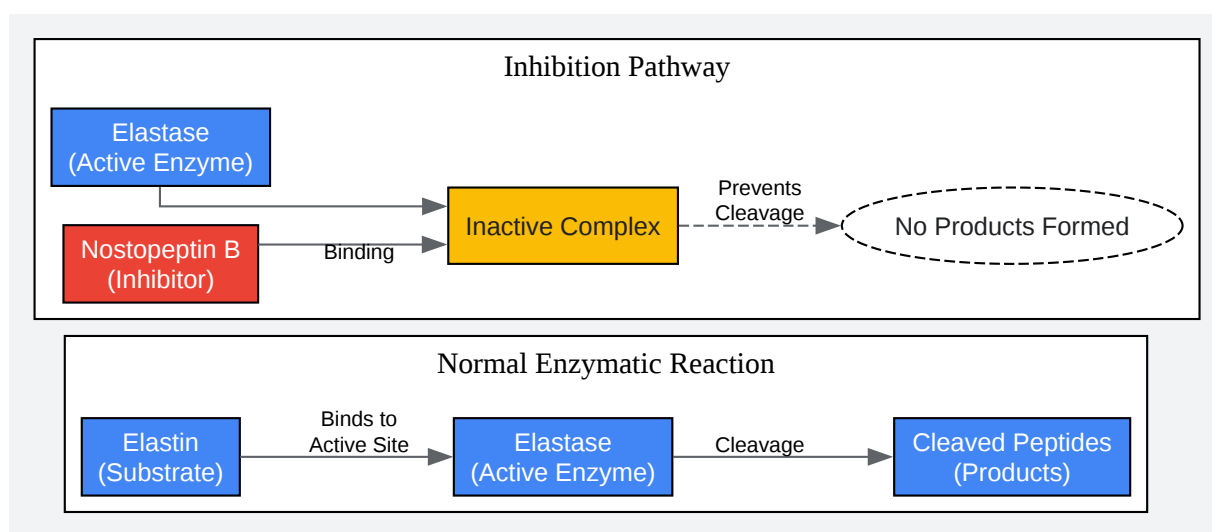 Inhibition Pathway
Elastase
(Active Enzyme)
Nostopeptin B
(Inhibitor)
Binding
Inactive Complex
Prevents
Cleavage
No Products Formed
Normal Enzymatic Reaction
Elastin
(Substrate)
Binds to
Active Site
Elastase
(Active Enzyme)
Cleavage
Cleaved Peptides
(Products)